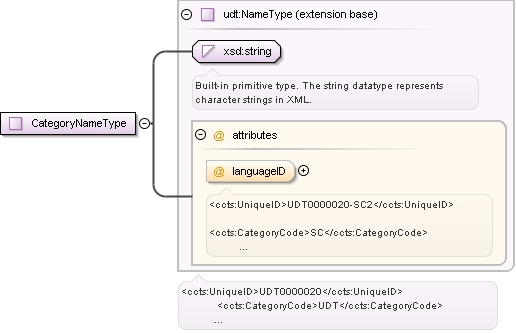 udt:NameType (extension base)
xsd:string
Built-in primitive type. The string datatype represents
character strings in XML.
CategoryNameType
@ attributes
@ languageID
<ccts:UniqueID>UDT0000020-SC2</ccts:UniqueID>
<ccts:CategoryCode>SC</ccts:CategoryCode>
...
<ccts:UniqueID>UDT0000020</ccts:UniqueID>
<ccts:CategoryCode>UDT</ccts:CategoryCode>
...